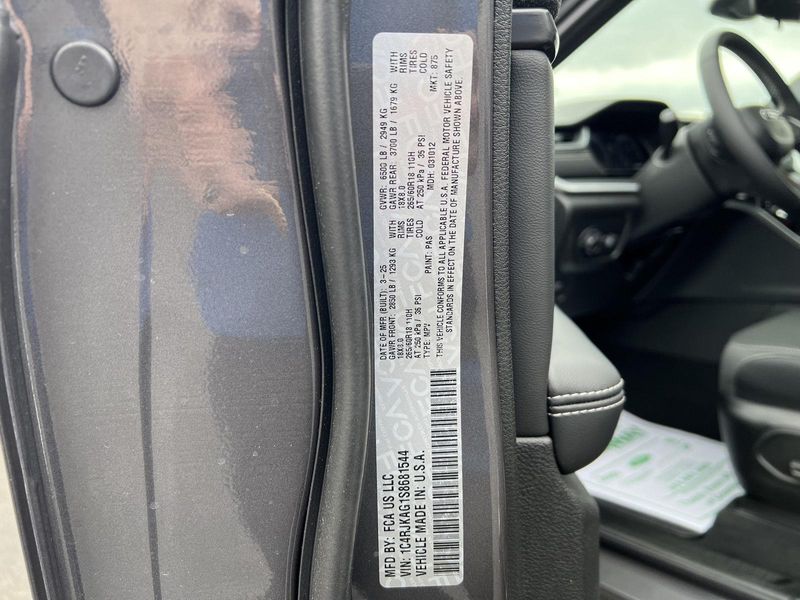 MFD BY: FCA US LLC
VIN: 1C4RJKAG1S8681544
VEHICLE MADE IN: U.S.A.
DATE OF MFR (BUILT): 3-25
GAWR FRONT: 2850 LB / 1293 KG WITH
18X8.0 RIMS
265/60R18 110H TIRES
AT 250 kPa / 36 PSI COLD
TYPE: MPV PAINT: PAS
GVWR: 6500 LB / 2949 KG
GAWR REAR: 3700 LB / 1679 KG WITH
18X8.0 RIMS
265/60R18 110H TIRES
AT 250 kPa / 36 PSI COLD
MDH: 031012 MKT: 875
THIS VEHICLE CONFORMS TO ALL APPLICABLE U.S.A. FEDERAL MOTOR VEHICLE SAFETY
STANDARDS IN EFFECT ON THE DATE OF MANUFACTURE SHOWN ABOVE.